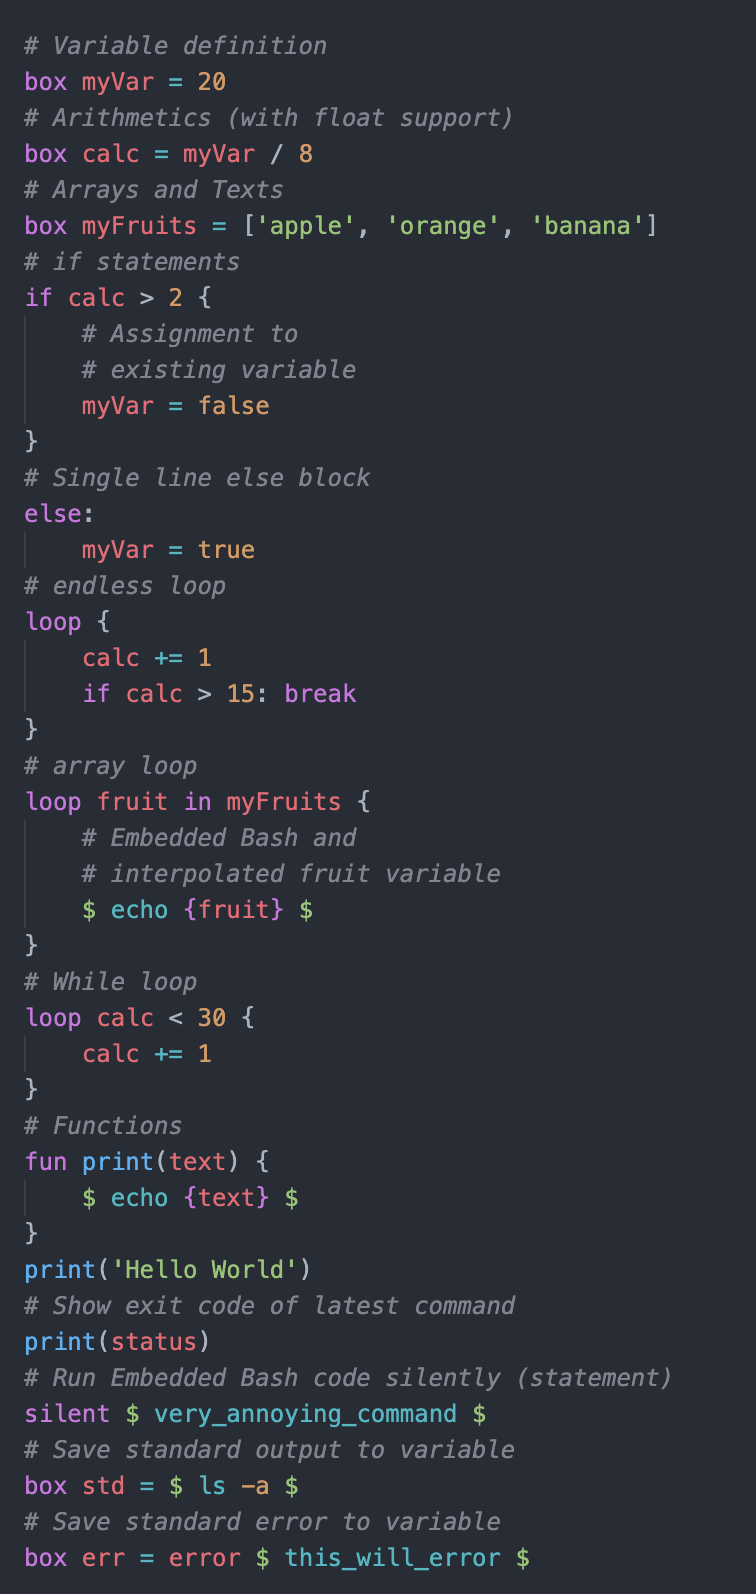 # Variable definition
box myVar = 20
# Arithmetics (with float support)
box calc = myVar / 8
# Arrays and Texts
box myFruits = ['apple', 'orange', 'banana']
# if statements
if calc > 2 {
    # Assignment to
    # existing variable
    myVar = false
}
# Single line else block
else:
    myVar = true
# endless loop
loop {
    calc += 1
    if calc > 15: break
}
# array loop
loop fruit in myFruits {
    # Embedded Bash and
    # interpolated fruit variable
    $ echo {fruit} $
}
# While loop
loop calc < 30 {
    calc += 1
}
# Functions
fun print(text) {
    $ echo {text} $
}
print('Hello World')
# Show exit code of latest command
print(status)
# Run Embedded Bash code silently (statement)
silent $ very_annoying_command $
# Save standard output to variable
box std = $ ls -a $
# Save standard error to variable
box err = error $ this_will_error $